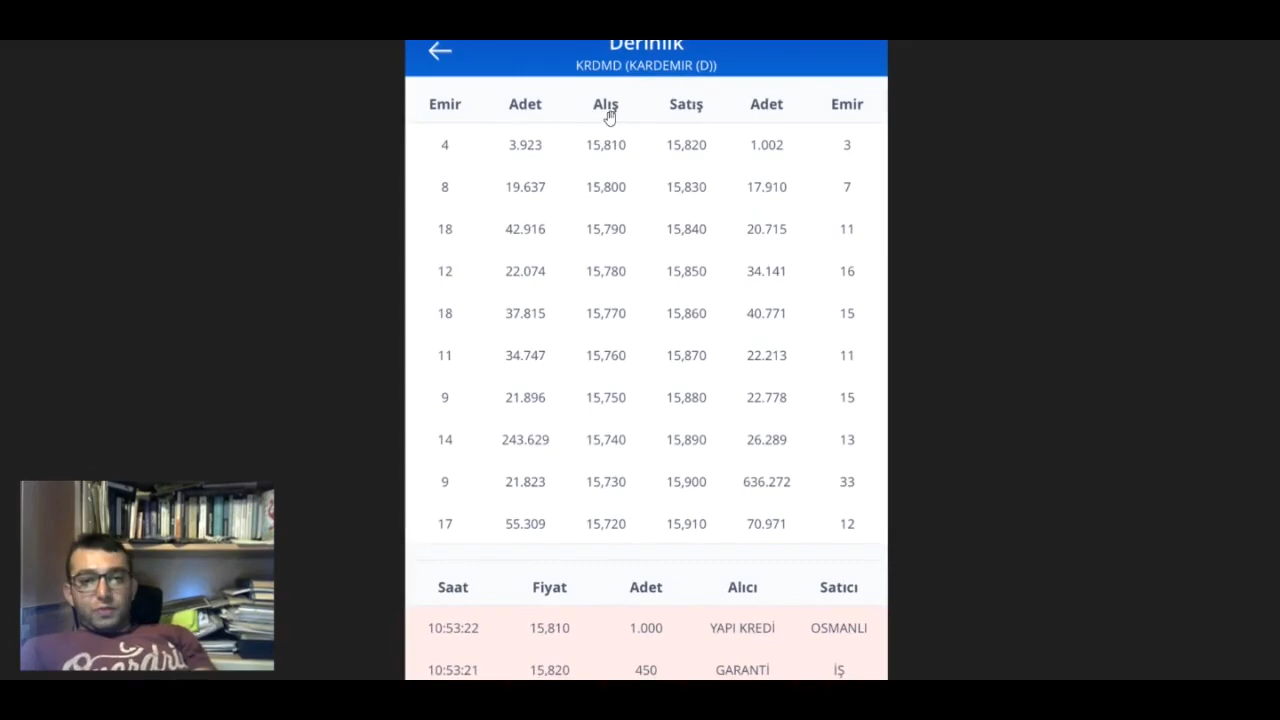 Derinlik
KRDMD (KARDEMIR (D))
Emir Adet Alış Satış Adet Emir
4 3.923 15,810 15,820 1.002 3
8 19.637 15,800 15,830 17.910 7
18 42.916 15,790 15,840 20.715 11
12 22.074 15,780 15,850 34.141 16
18 37.815 15,770 15,860 40.771 15
11 34.747 15,760 15,870 22.213 11
9 21.896 15,750 15,880 22.778 15
14 243.629 15,740 15,890 26.289 13
9 21.823 15,730 15,900 636.272 33
17 55.309 15,720 15,910 70.971 12
Saat Fiyat Adet Alıcı Satıcı
10:53:22 15,810 1.000 YAPI KREDİ OSMANLI
10:53:21 15,820 450 GARANTİ İŞ